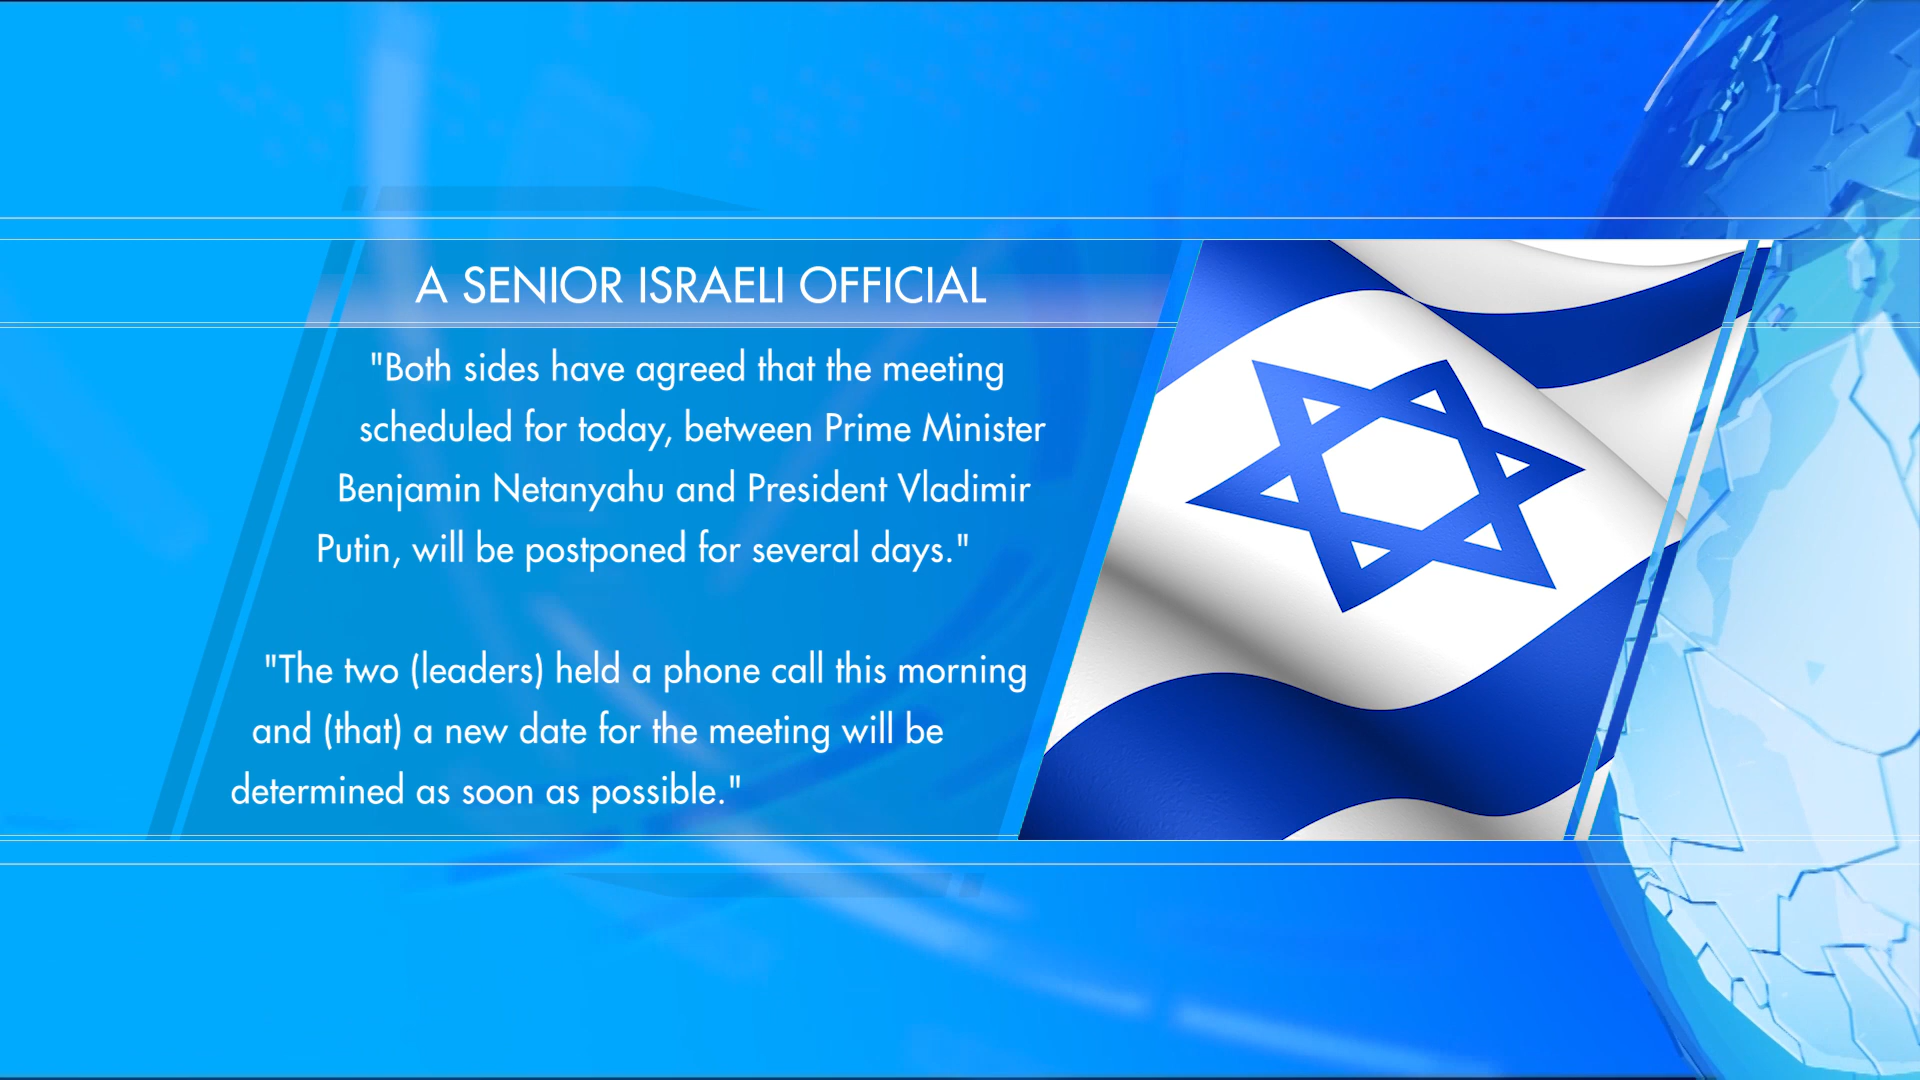 A SENIOR ISRAELI OFFICIAL
"Both sides have agreed that the meeting
scheduled for today, between Prime Minister
Benjamin Netanyahu and President Vladimir
Putin, will be postponed for several days."
"The two (leaders) held a phone call this morning
and (that) a new date for the meeting will be
determined as soon as possible."